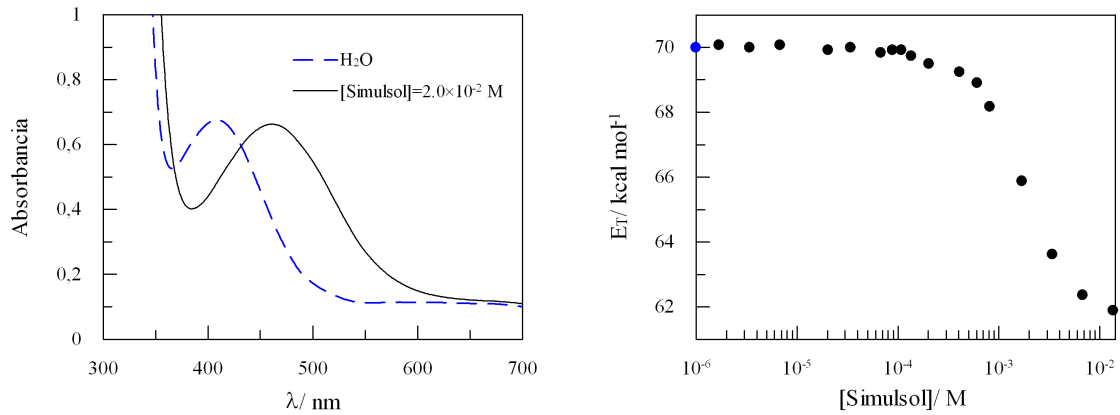 1
0,8
0,6
0,4
0,2
0
Absorbancia
H₂O
[Simulsol]=2.0×10⁻² M
300 400 500 600 700
λ/ nm
70
68
66
64
62
E_T/ kcal mol⁻¹
10⁻⁶ 10⁻⁵ 10⁻⁴ 10⁻³ 10⁻²
[Simulsol]/ M